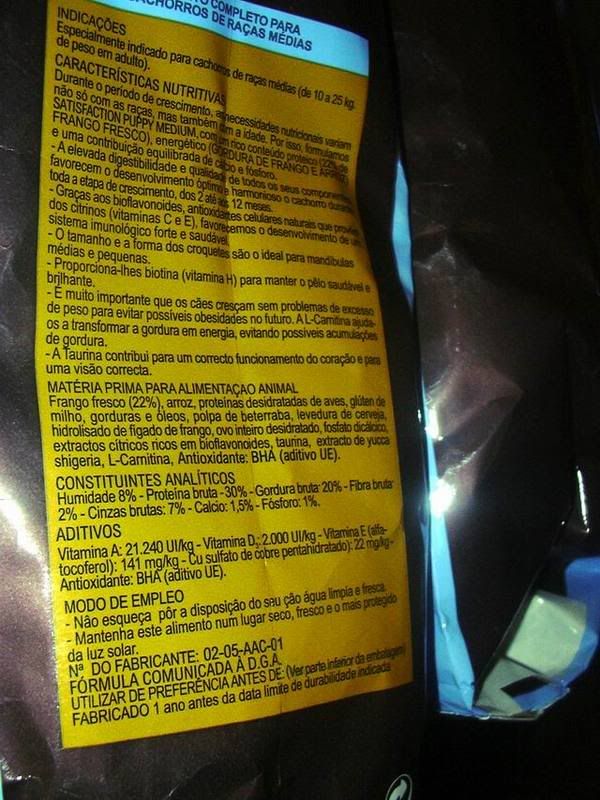 COMPLETO PARA
CACHORROS DE RAÇAS MÉDIAS
INDICAÇÕES
Especialmente indicado para cachorros de raças médias (de 10 a 25 kg.
de peso em adulto).
CARACTERÍSTICAS NUTRITIVAS
Durante o período de crescimento, as necessidades nutricionais variam
não só com as raças, mas também com a idade. Por isso, formulamos
SATISFACTION PUPPY MEDIUM, com um rico conteúdo proteico (22% de
FRANGO FRESCO), energético (GORDURA DE FRANGO E ARROZ)
e uma contribuição equilibrada de cálcio e fósforo.
- A elevada digestibilidade e qualidade de todos os seus componentes
favorecem o desenvolvimento óptimo e harmonioso o cachorro durante
toda a etapa de crescimento, dos 2 até aos 12 meses.
- Graças aos bioflavonoides, antioxidantes celulares naturais que provêm
dos citrinos (vitaminas C e E), favorecemos o desenvolvimento de um
sistema imunológico forte e saudável.
- O tamanho e a forma dos croquetes são o ideal para mandíbulas
médias e pequenas.
- Proporciona-lhes biotina (vitamina H) para manter o pêlo saudável e
brilhante.
- É muito importante que os cães cresçam sem problemas de excesso
de peso para evitar possíveis obesidades no futuro. A L-Carnitina ajuda-
os a transformar a gordura em energia, evitando possíveis acumulações
de gordura.
- A Taurina contribui para um correcto funcionamento do coração e para
uma visão correcta.
MATÉRIA PRIMA PARA ALIMENTAÇAO ANIMAL
Frango fresco (22%), arroz, proteínas desidratadas de aves, glúten de
milho, gorduras e óleos, polpa de beterraba, levedura de cerveja,
hidrolisado de fígado de frango, ovo inteiro desidratado, fosfato dicálcico,
extractos cítricos ricos em bioflavonoides, taurina, extracto de yucca
shigeria, L-Carnitina, Antioxidante: BHA (aditivo UE).
CONSTITUINTES ANALÍTICOS
Humidade 8% - Proteína bruta -30% - Gordura bruta· 20% - Fibra bruta·
2% - Cinzas brutas: 7% - Calcio: 1,5% - Fósforo: 1%.
ADITIVOS
Vitamina A: 21.240 UI/kg - Vitamina D₃: 2.000 UI/kg - Vitamina E (alfa-
tocoferol): 141 mg/kg - Cu sulfato de cobre pentahidratado): 22 mg/kg -
Antioxidante: BHA (aditivo UE).
MODO DE EMPLEO
- Não esqueça pôr a disposição do seu ção água limpia e fresca.
- Mantenha este alimento num lugar seco, fresco e o mais protegido
da luz solar.
Nª DO FABRICANTE: 02-05-AAC-01
FÓRMULA COMUNICADA À D.G.A.
UTILIZAR DE PREFERÊNCIA ANTES DE: (Ver parte inferior da embalagem)
FABRICADO 1 ano antes da data limite de durabilidade indicada